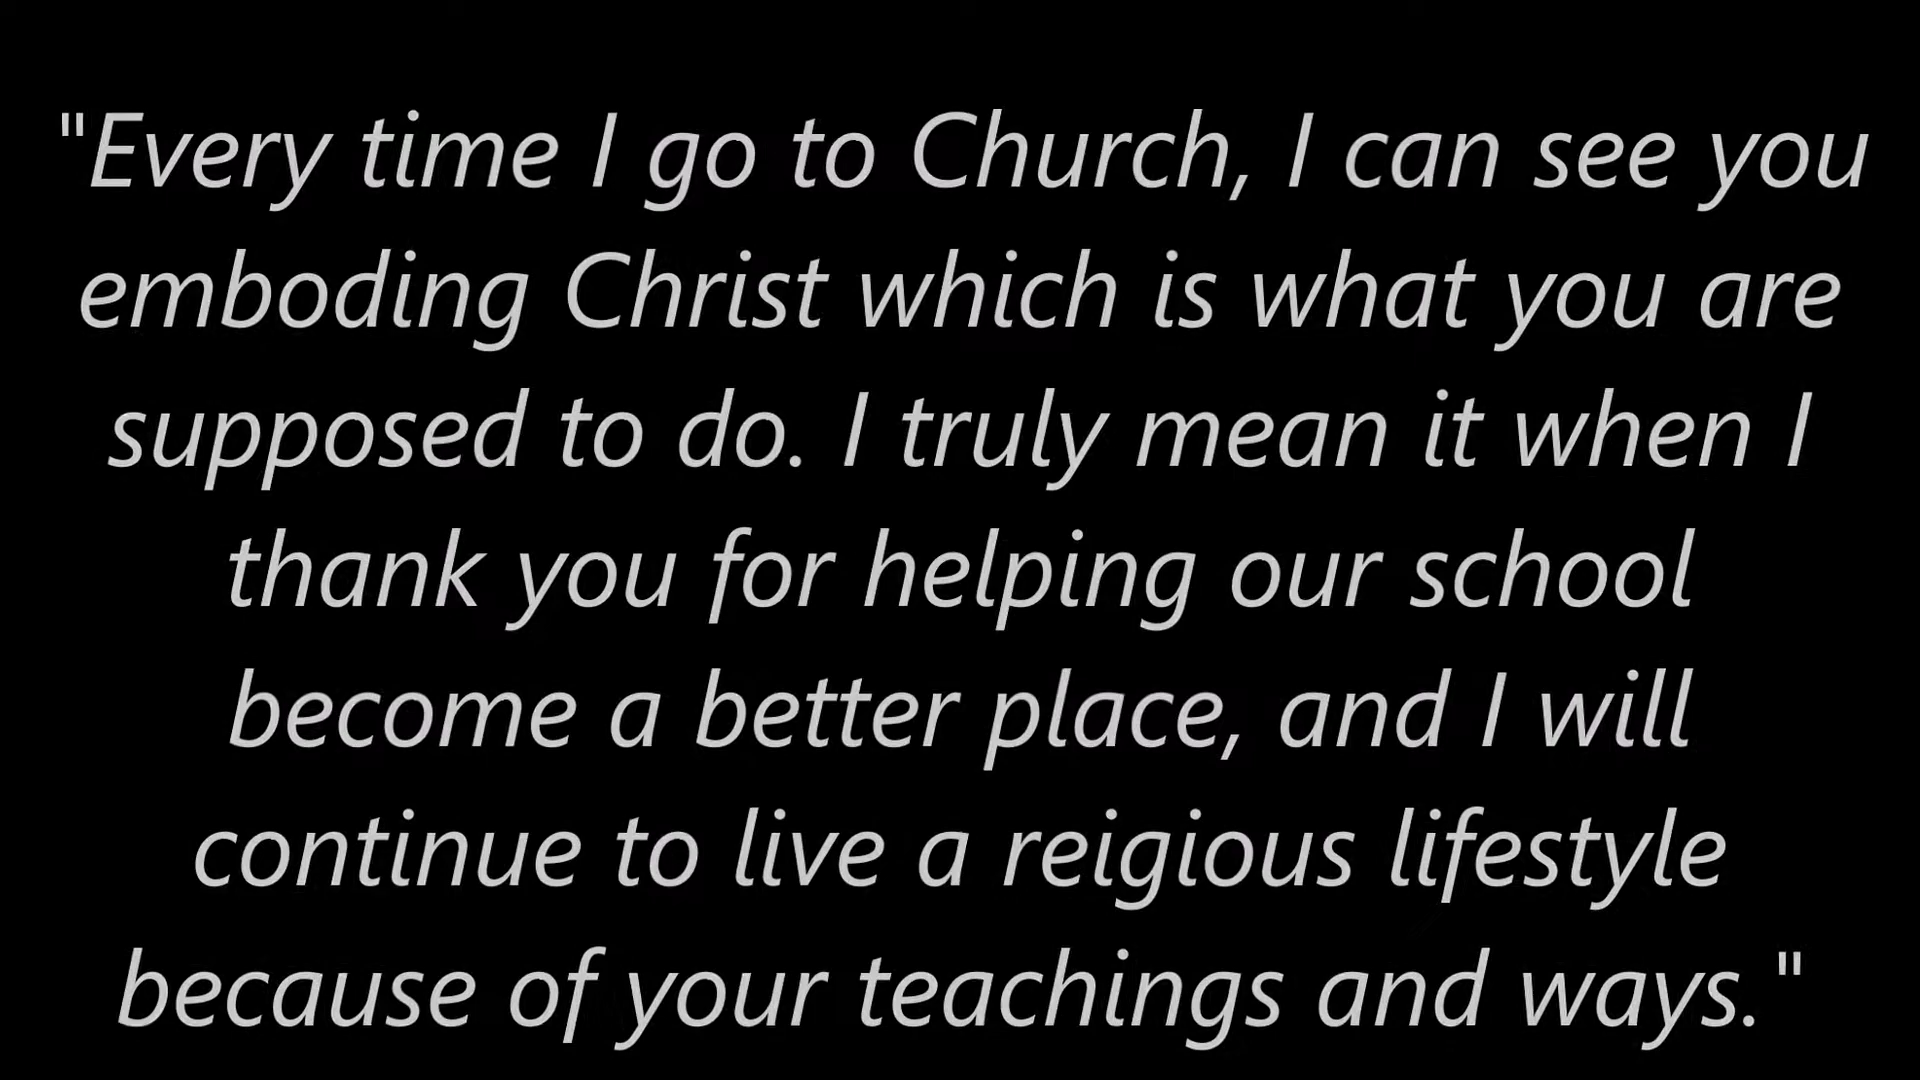 "Every time I go to Church, I can see you
emboding Christ which is what you are
supposed to do. I truly mean it when I
thank you for helping our school
become a better place, and I will
continue to live a reigious lifestyle
because of your teachings and ways."